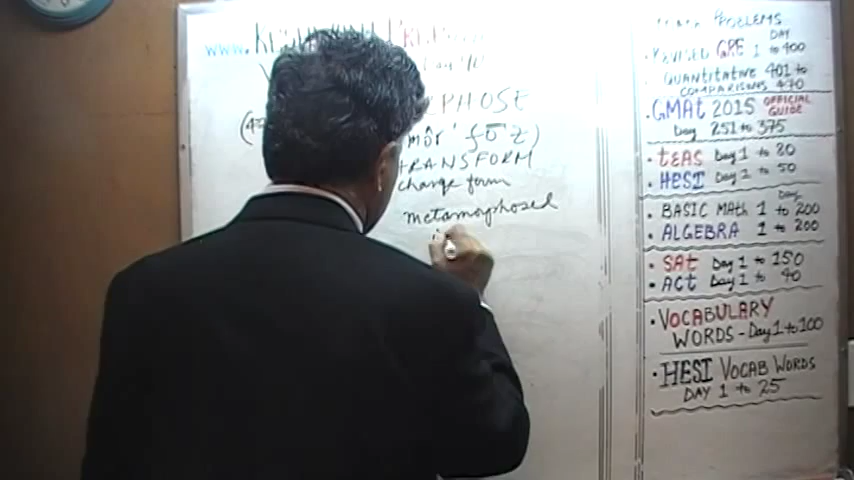 www.
PHOSE
môr' fōz)
TRANSFORM
change form
metamorphosed
PROBLEMS
• REVISED GRE Day 1 to 400
QUANTITATIVE 401 to
COMPARISONS 470
GMAT 2015 OFFICIAL GUIDE
Day 251 to 375
• TEAS Day 1 to 80
• HESI Day 1 to 50
Day
• BASIC MATH 1 to 200
• ALGEBRA 1 to 200
• SAT Day 1 to 150
• ACT Day 1 to 40
• VOCABULARY
WORDS - Day 1 to 100
• HESI VOCAB WORDS
DAY 1 to 25